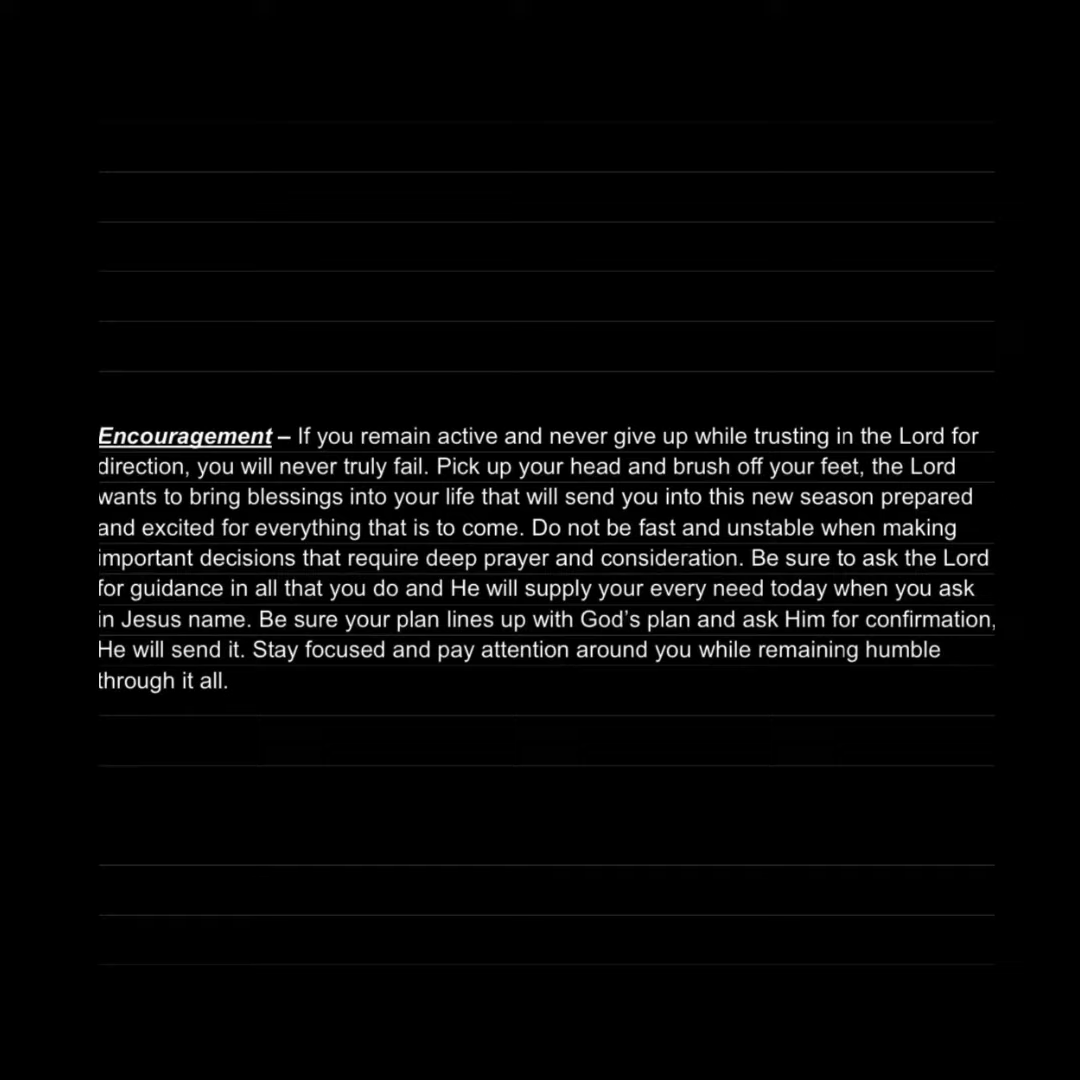 Encouragement – If you remain active and never give up while trusting in the Lord for
direction, you will never truly fail. Pick up your head and brush off your feet, the Lord
wants to bring blessings into your life that will send you into this new season prepared
and excited for everything that is to come. Do not be fast and unstable when making
important decisions that require deep prayer and consideration. Be sure to ask the Lord
for guidance in all that you do and He will supply your every need today when you ask
in Jesus name. Be sure your plan lines up with God’s plan and ask Him for confirmation,
He will send it. Stay focused and pay attention around you while remaining humble
through it all.